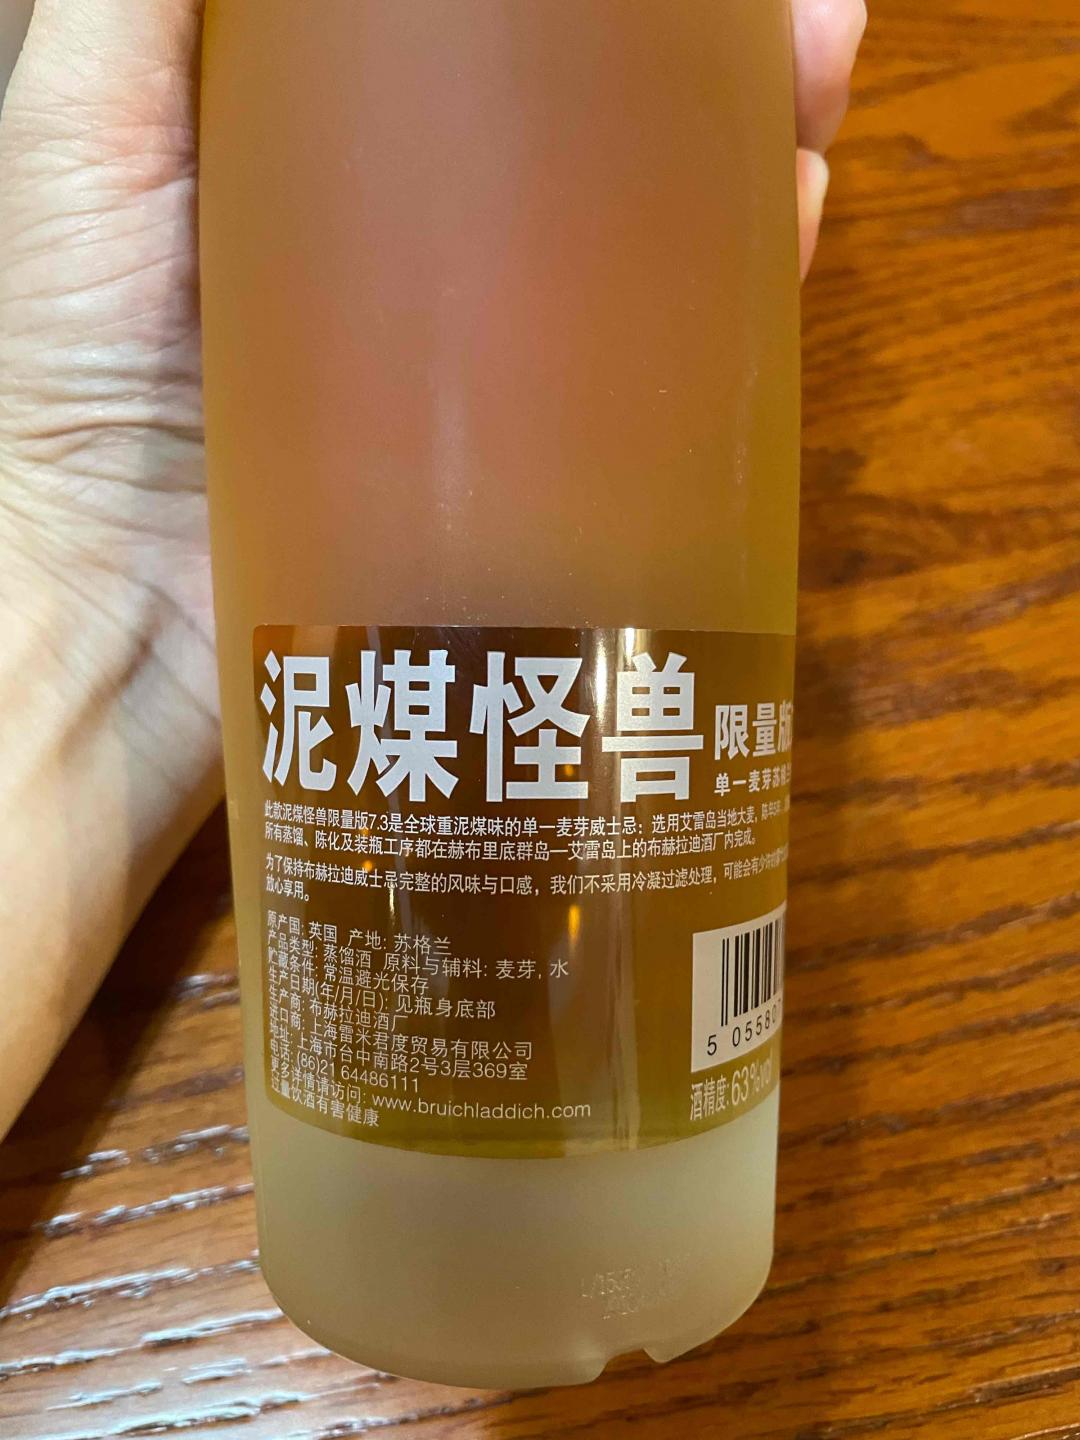 泥煤怪兽 限量版
单一麦芽苏格兰
此款泥煤怪兽限量版7.3是全球重泥煤味的单一麦芽威士忌：选用艾雷岛当地大麦，陈年
所有蒸馏、陈化及装瓶工序都在赫布里底群岛—艾雷岛上的布赫拉迪酒厂内完成。
为了保持布赫拉迪威士忌完整的风味与口感，我们不采用冷凝过滤处理，可能会有少许
放心享用。
原产国: 英国 产地: 苏格兰
产品类型: 蒸馏酒 原料与辅料: 麦芽, 水
贮藏条件: 常温避光保存
生产日期(年/月/日): 见瓶身底部
生产商: 布赫拉迪酒厂
进口商: 上海雷米君度贸易有限公司
地址: 上海市台中南路2号3层369室
电话: (86)21 64486111
更多详情请访问: www.bruichladdich.com
过量饮酒有害健康
5 05580
酒精度: 63%vol